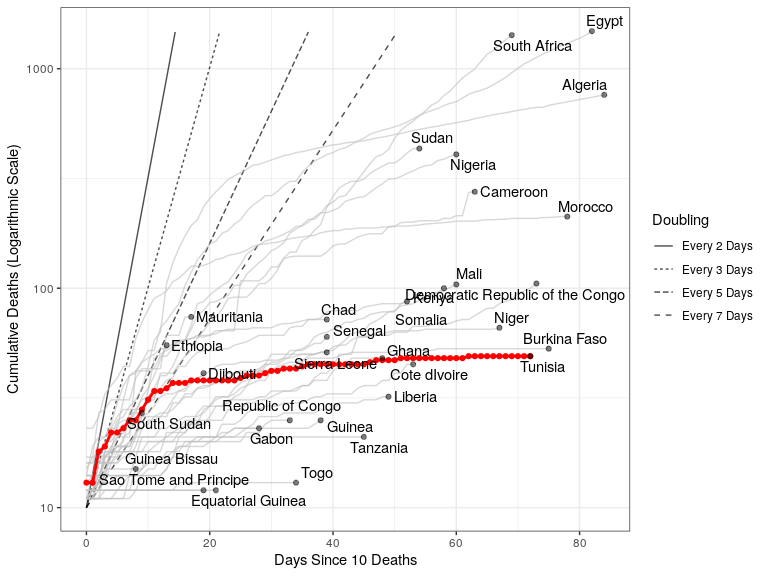 Cumulative Deaths (Logarithmic Scale)
1000
100
10
Egypt
South Africa
Algeria
Sudan
Nigeria
Cameroon
Morocco
Mali
Democratic Republic of the Congo
Kenya
Somalia
Chad
Mauritania
Senegal
Niger
Burkina Faso
Ethiopia
Ghana
Sierra Leone
Tunisia
Djibouti
Cote dIvoire
Liberia
Republic of Congo
South Sudan
Guinea
Gabon
Tanzania
Guinea Bissau
Togo
Sao Tome and Principe
Equatorial Guinea
0
20
40
60
80
Days Since 10 Deaths
Doubling
Every 2 Days
Every 3 Days
Every 5 Days
Every 7 Days